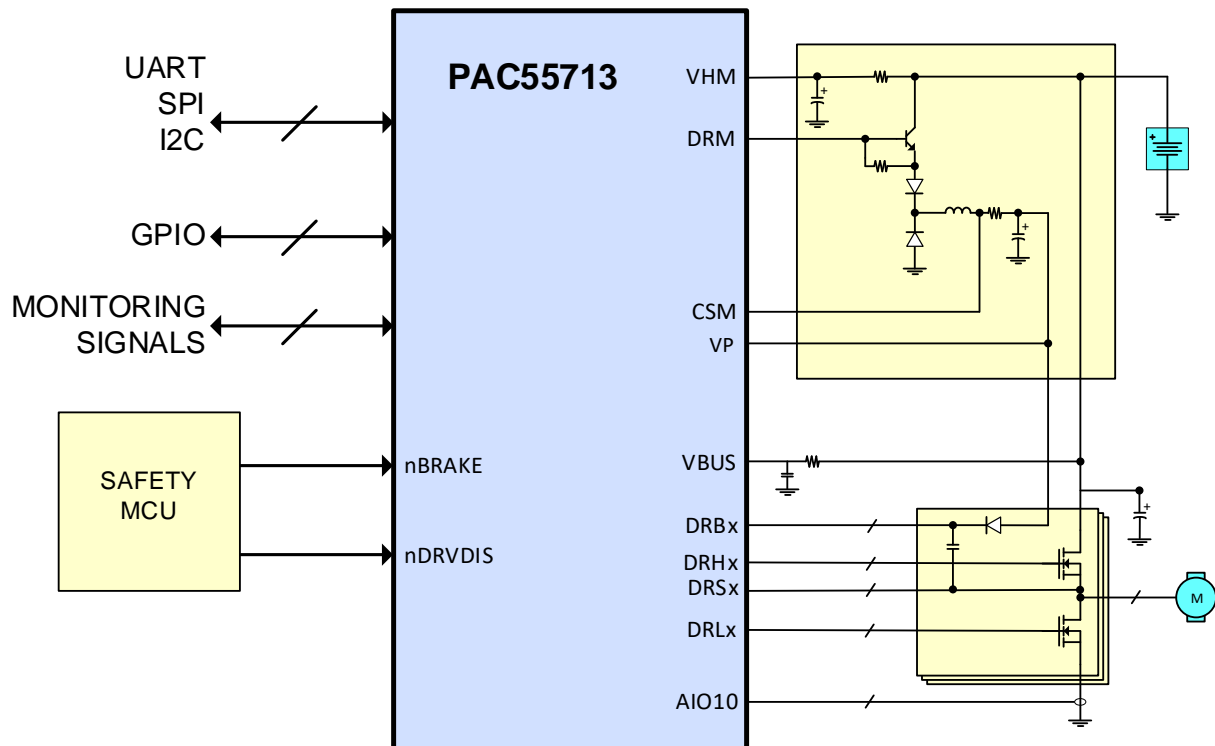 PAC55713
UART
SPI
I2C
GPIO
MONITORING
SIGNALS
SAFETY
MCU
nBRAKE
nDRVDIS
VHM
DRM
CSM
VP
VBUS
DRBx
DRHx
DRSx
DRLx
AIO10
+
+
+
+
M